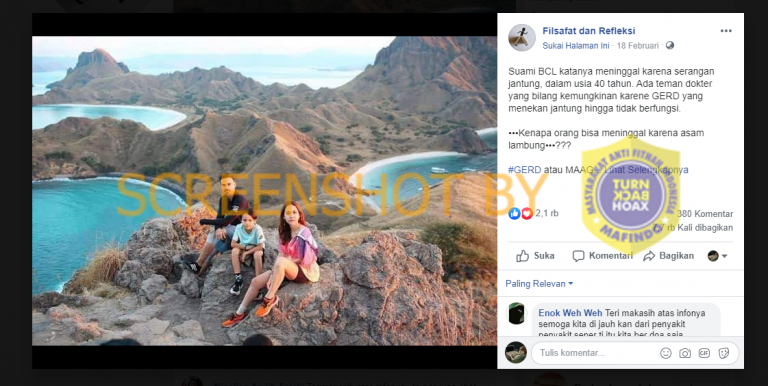 Filsafat dan Refleksi
Sukai Halaman Ini · 18 Februari ·
Suami BCL katanya meninggal karena serangan
jantung, dalam usia 40 tahun. Ada teman dokter
yang bilang kemungkinan karene GERD yang
menekan jantung hingga tidak berfungsi.
•••Kenapa orang bisa meninggal karena asam
lambung•••???
#GERD atau MAAG Lihat Selengkapnya
SCREENSHOT BY
MASYARAKAT ANTI FITNAH INDONESIA
TURN
BACK
HOAX
MAFINDO
2,1 rb
380 Komentar
rb Kali dibagikan
Suka
Komentari
Bagikan
Paling Relevan
Enok Weh Weh Teri makasih atas infonya
semoga kita di jauh kan dari penyakit
penyakit seper ti itu kita ber doa saja
Tulis komentar...
GIF